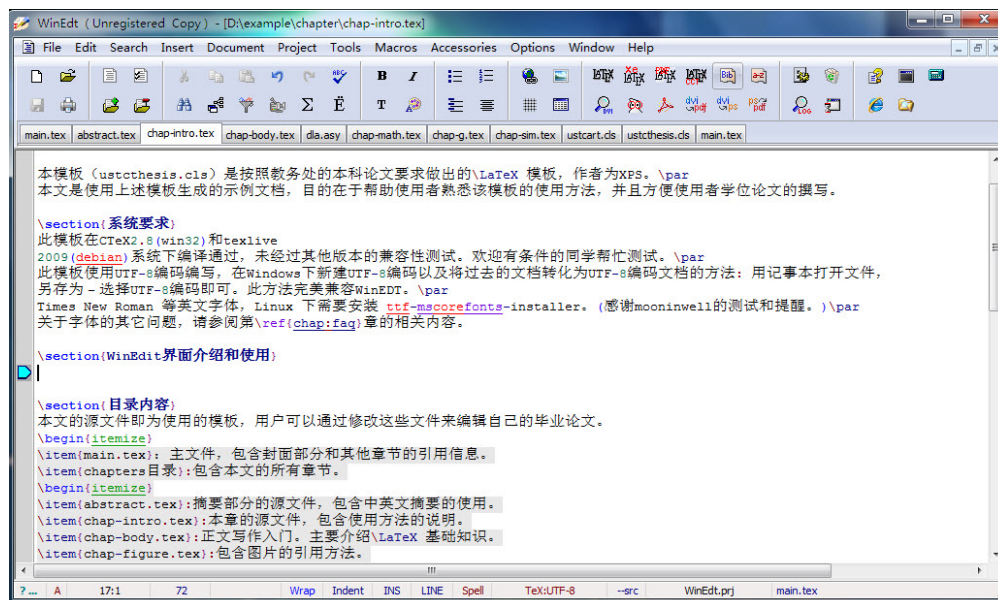 WinEdt (Unregistered Copy) - [D:\example\chapter\chap-intro.tex]
File Edit Search Insert Document Project Tools Macros Accessories Options Window Help
main.tex abstract.tex chap-intro.tex chap-body.tex dla.asy chap-math.tex chap-g.tex chap-sim.tex ustcart.cls ustcthesis.cls main.tex
本模板（ustcthesis.cls）是按照教务处的本科论文要求做出的\LaTeX 模板，作者为XPS。\par
本文是使用上述模板生成的示例文档，目的在于帮助使用者熟悉该模板的使用方法，并且方便使用者学位论文的撰写。
\section{系统要求}
此模板在CTeX2.8(win32)和texlive
2009(debian)系统下编译通过，未经过其他版本的兼容性测试。欢迎有条件的同学帮忙测试。\par
此模板使用UTF-8编码编写，在Windows下新建UTF-8编码以及将过去的文档转化为UTF-8编码文档的方法：用记事本打开文件，
另存为－选择UTF-8编码即可。此方法完美兼容WinEDT。\par
Times New Roman 等英文字体，Linux 下需要安装 ttf-mscorefonts-installer。(感谢mooninwell的测试和提醒。)\par
关于字体的其它问题，请参阅第\ref{chap:faq}章的相关内容。
\section{WinEdit界面介绍和使用}
\section{目录内容}
本文的源文件即为使用的模板，用户可以通过修改这些文件来编辑自己的毕业论文。
\begin{itemize}
\item{main.tex}: 主文件，包含封面部分和其他章节的引用信息。
\item{chapters目录}:包含本文的所有章节。
\begin{itemize}
\item{abstract.tex}:摘要部分的源文件，包含中英文摘要的使用。
\item{chap-intro.tex}:本章的源文件，包含使用方法的说明。
\item{chap-body.tex}:正文写作入门。主要介绍\LaTeX 基础知识。
\item{chap-figure.tex}:包含图片的引用方法。
?... A 17:1 72 Wrap Indent INS LINE Spell TeX:UTF-8 --src WinEdt.prj main.tex